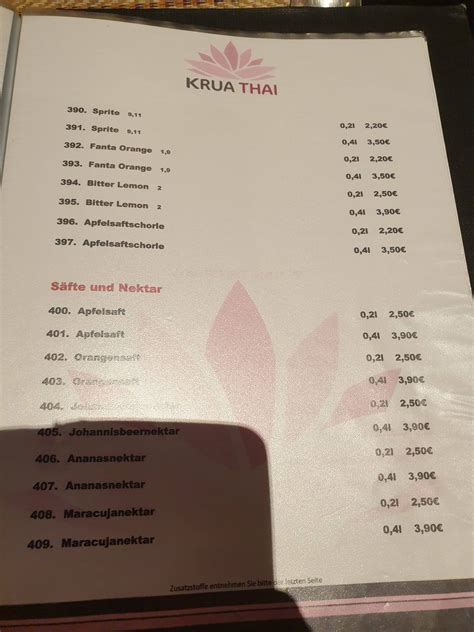 KRUA THAI
390. Sprite 9,11 0,2l 2,20€
391. Sprite 9,11 0,4l 3,50€
392. Fanta Orange 1,9 0,2l 2,20€
393. Fanta Orange 1,9 0,4l 3,50€
394. Bitter Lemon 2 0,2l 2,50€
395. Bitter Lemon 2 0,4l 3,90€
396. Apfelsaftschorle 0,2l 2,20€
397. Apfelsaftschorle 0,4l 3,50€
Säfte und Nektar
400. Apfelsaft 0,2l 2,50€
401. Apfelsaft 0,4l 3,90€
402. Orangensaft 0,2l 2,50€
403. Orangensaft 0,4l 3,90€
404. Johannisbeernektar 0,2l 2,50€
405. Johannisbeernektar 0,4l 3,90€
406. Ananasnektar 0,2l 2,50€
407. Ananasnektar 0,4l 3,90€
408. Maracujanektar 0,2l 2,50€
409. Maracujanektar 0,4l 3,90€
Zusatzstoffe entnehmen Sie bitte der letzten Seite